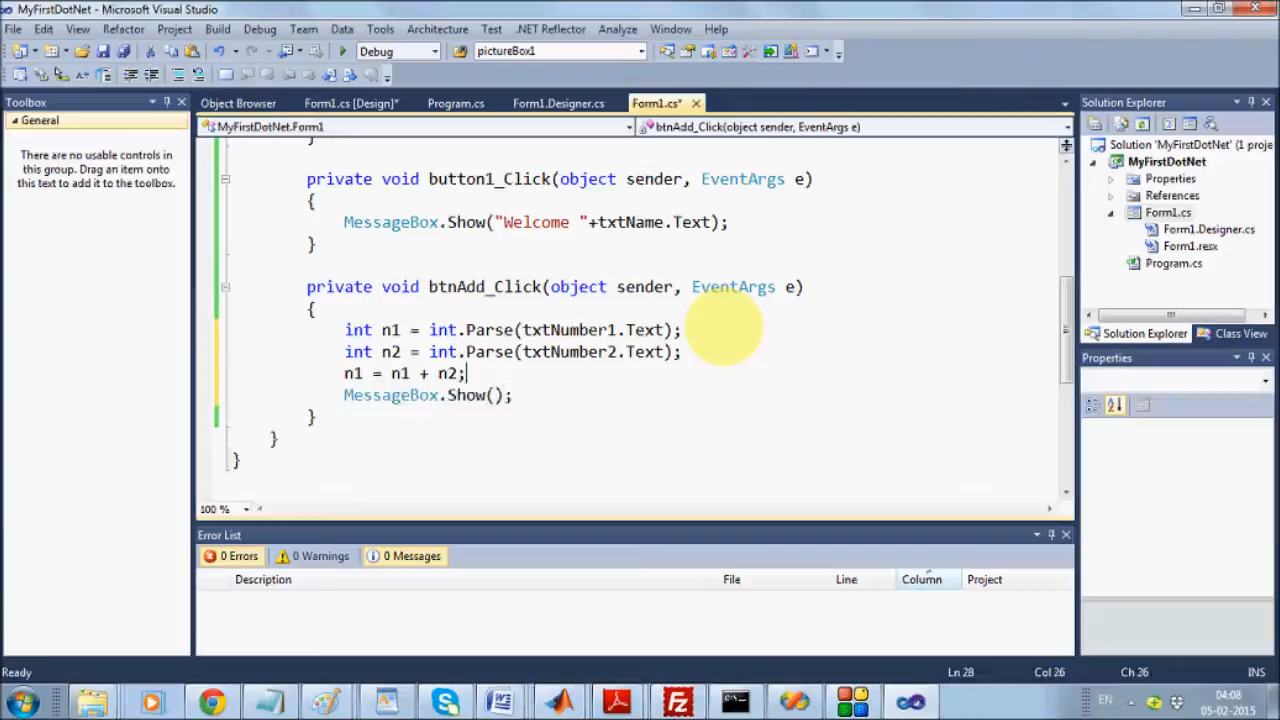 MyFirstDotNet - Microsoft Visual Studio
File Edit View Refactor Project Build Debug Team Data Tools Architecture Test .NET Reflector Analyze Window Help
Debug pictureBox1
Toolbox
Object Browser Form1.cs [Design]* Program.cs Form1.Designer.cs Form1.cs*
Solution Explorer
General
MyFirstDotNet.Form1 btnAdd_Click(object sender, EventArgs e)
There are no usable controls in
this group. Drag an item onto
this text to add it to the toolbox.
}
private void button1_Click(object sender, EventArgs e)
{
MessageBox.Show("Welcome "+txtName.Text);
}
private void btnAdd_Click(object sender, EventArgs e)
{
int n1 = int.Parse(txtNumber1.Text);
int n2 = int.Parse(txtNumber2.Text);
n1 = n1 + n2;
MessageBox.Show();
}
}
}
100 %
Solution 'MyFirstDotNet' (1 proje
MyFirstDotNet
Properties
References
Form1.cs
Form1.Designer.cs
Form1.resx
Program.cs
Solution Explorer Class View
Properties
Error List
0 Errors 0 Warnings 0 Messages
Description File Line Column Project
Ready Ln 28 Col 26 Ch 26 INS
EN 04:08
05-02-2015